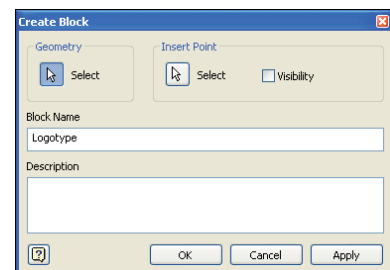 Create Block
Geometry
Insert Point
Select
Select
Visibility
Block Name
Logotype
Description
OK
Cancel
Apply